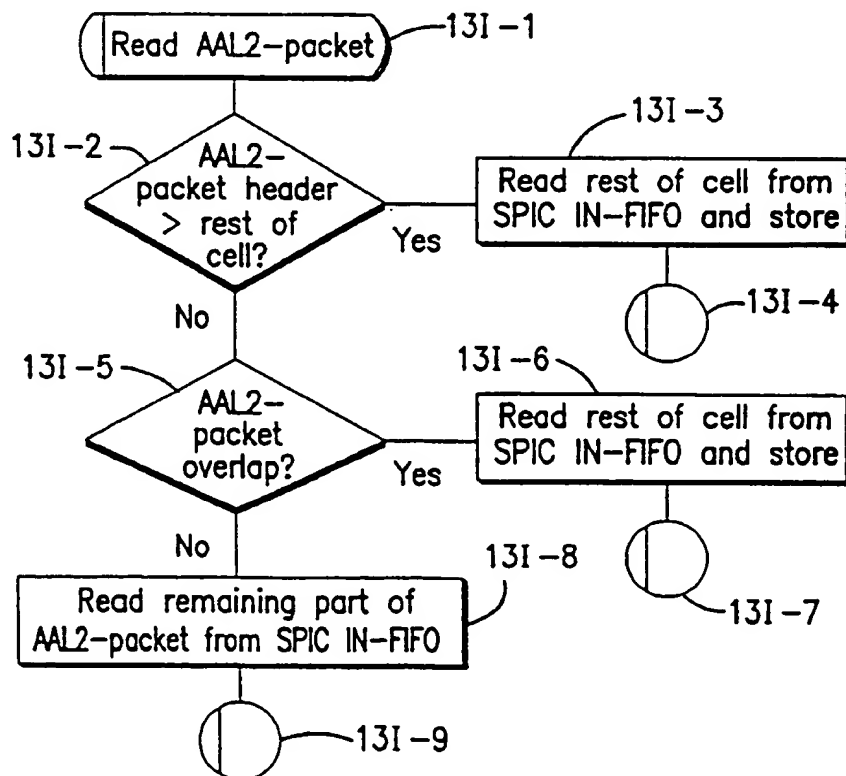 Read AAL2-packet
13I-1
13I-2
AAL2-
packet header
> rest of
cell?
Yes
No
13I-3
Read rest of cell from
SPIC IN-FIFO and store
13I-4
13I-5
AAL2-
packet
overlap?
Yes
No
13I-6
Read rest of cell from
SPIC IN-FIFO and store
13I-7
13I-8
Read remaining part of
AAL2-packet from SPIC IN-FIFO
13I-9